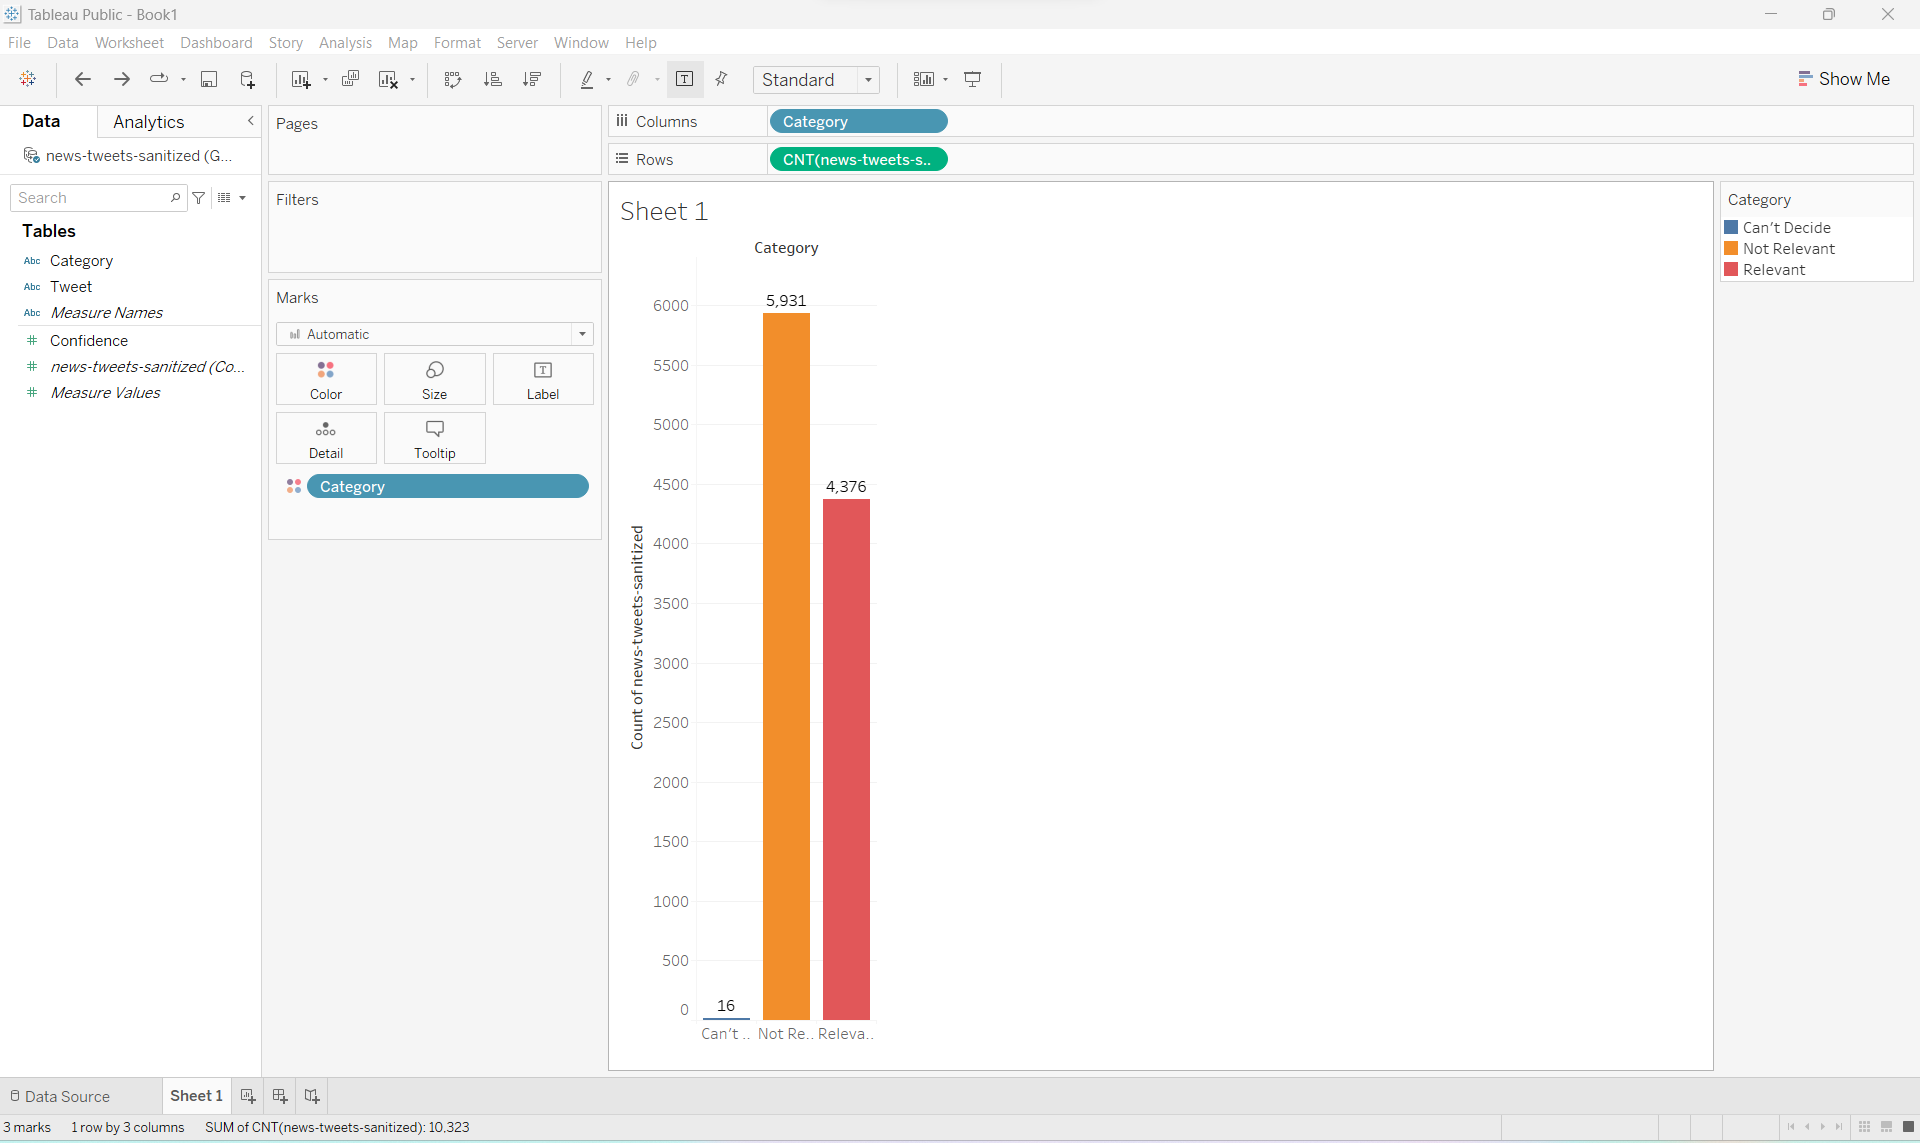 Tableau Public - Book1
File Data Worksheet Dashboard Story Analysis Map Format Server Window Help
T Standard Show Me
Data Analytics
news-tweets-sanitized (G...
Search
Tables
Abc Category
Abc Tweet
Abc Measure Names
# Confidence
# news-tweets-sanitized (Co...
# Measure Values
Pages
Filters
Marks
Automatic
Color Size Label
Detail Tooltip
Category
Columns Category
Rows CNT(news-tweets-s..
Sheet 1
Category
Count of news-tweets-sanitized
6000
5500
5000
4500
4000
3500
3000
2500
2000
1500
1000
500
0
16
5,931
4,376
Can't .. Not Re.. Releva..
Category
Can't Decide
Not Relevant
Relevant
Data Source Sheet 1
3 marks 1 row by 3 columns SUM of CNT(news-tweets-sanitized): 10,323